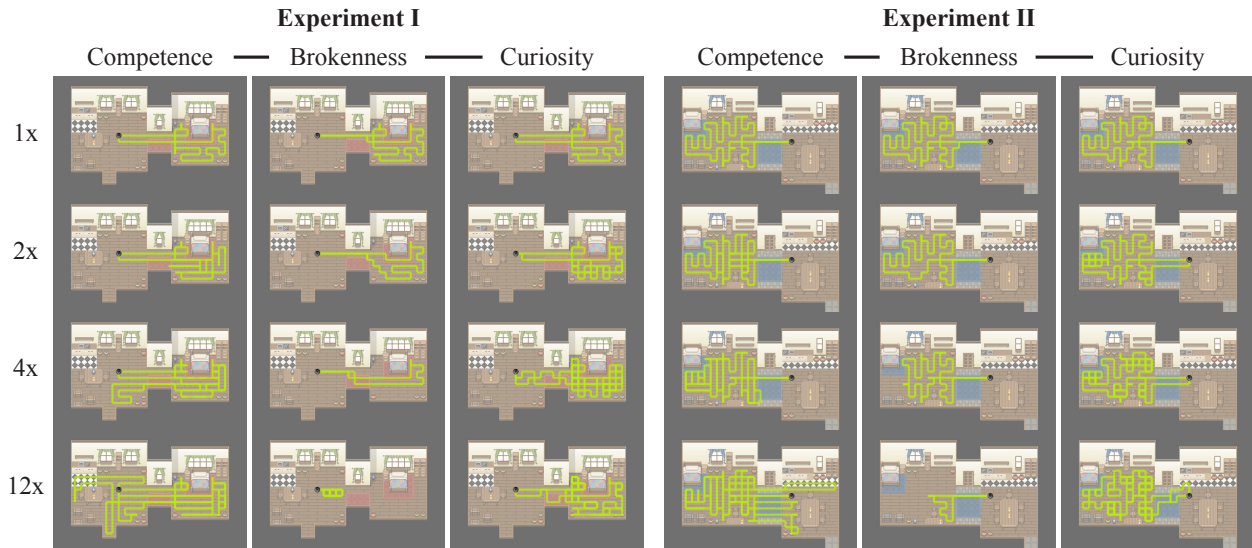 Experiment I Experiment II
Competence Brokenness Curiosity Competence Brokenness Curiosity
1x
2x
4x
12x